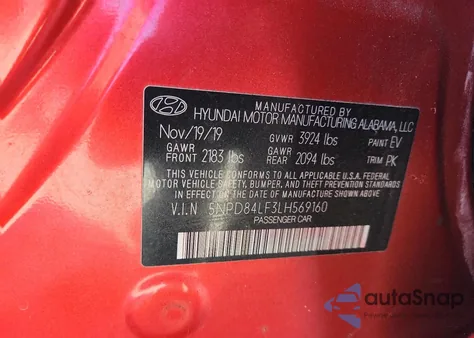 MANUFACTURED BY
HYUNDAI MOTOR MANUFACTURING ALABAMA, LLC
Nov/19/19 GVWR 3924 lbs PAINT EV
GAWR FRONT 2183 lbs GAWR REAR 2094 lbs TRIM PK
THIS VEHICLE CONFORMS TO ALL APPLICABLE U.S.A. FEDERAL
MOTOR VEHICLE SAFETY, BUMPER, AND THEFT PREVENTION STANDARDS
IN EFFECT ON THE DATE OF MANUFACTURE SHOWN ABOVE.
V.I.N 5NPD84LF3LH569160
PASSENGER CAR
autoSnap